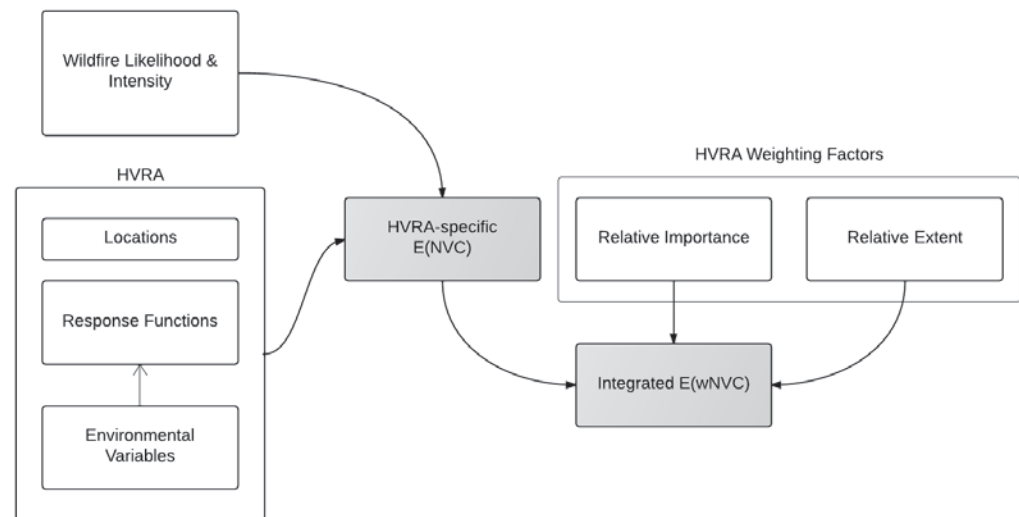 Wildfire Likelihood &
Intensity
HVRA
Locations
Response Functions
Environmental
Variables
HVRA-specific
E(NVC)
HVRA Weighting Factors
Relative Importance
Relative Extent
Integrated E(wNVC)